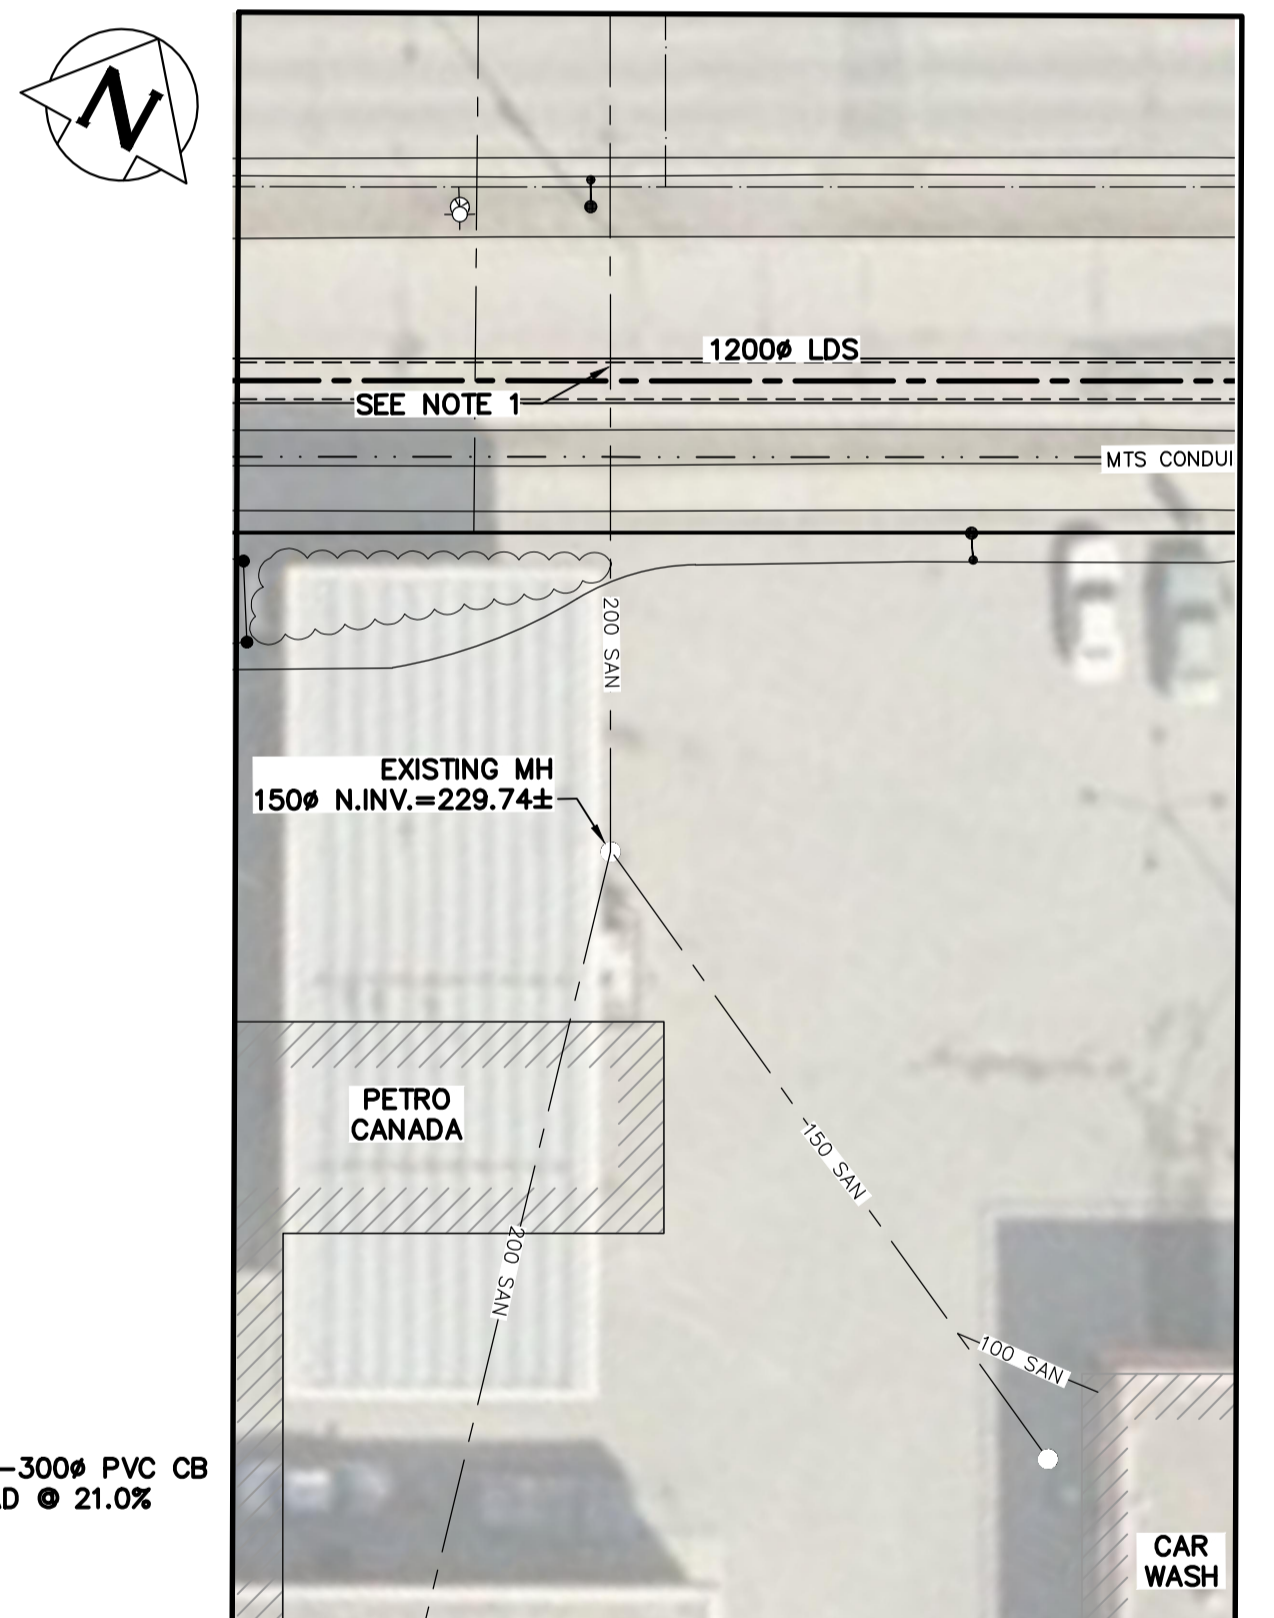 N
1200ø LDS
SEE NOTE 1
MTS CONDUI
200 SAN
EXISTING MH
150ø N.INV.=229.74±
PETRO
CANADA
150 SAN
200 SAN
100 SAN
-300ø PVC CB
D @ 21.0%
CAR
WASH